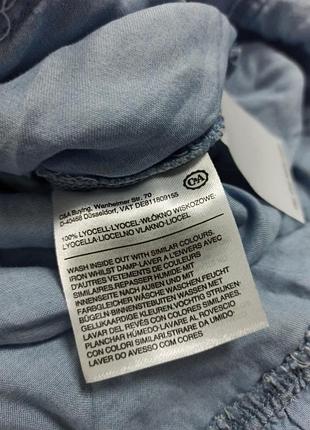 C&A Buying, Wanheimer Str. 70
D-40468 Düsseldorf, VAT DE811809155
C&A
100% LYOCELL-LYOCEL-WŁÓKNO WISKOZOWE:
LYOCELLA-LIOCELNO VLAKNO-LIOCEL
WASH INSIDE OUT WITH SIMILAR COLOURS.
IRON WHILST DAMP-LAVER A L'ENVERS AVEC
D'AUTRES VETEMENTS DE COULEURS
SIMILAIRES.REPASSER HUMIDE-MIT
INNENSEITE NACH AUßEN UND MIT
FARBGLEICHER WÄSCHE WASCHEN.FEUCHT
BÜGELN-BINNENSTEBUITEN WASSEN MET
GELIJKAARDIGE KLEUREN.VOCHTIG STRIJKEN-
LAVAR DEL REVÉS CON COLORES SIMILARES.
PLANCHAR HÚMEDO-LAVARE AL ROVESCIO
CON COLORI SIMILARI.STIRARE DA UMIDO-
LAVER DO AVESSO COM CORES